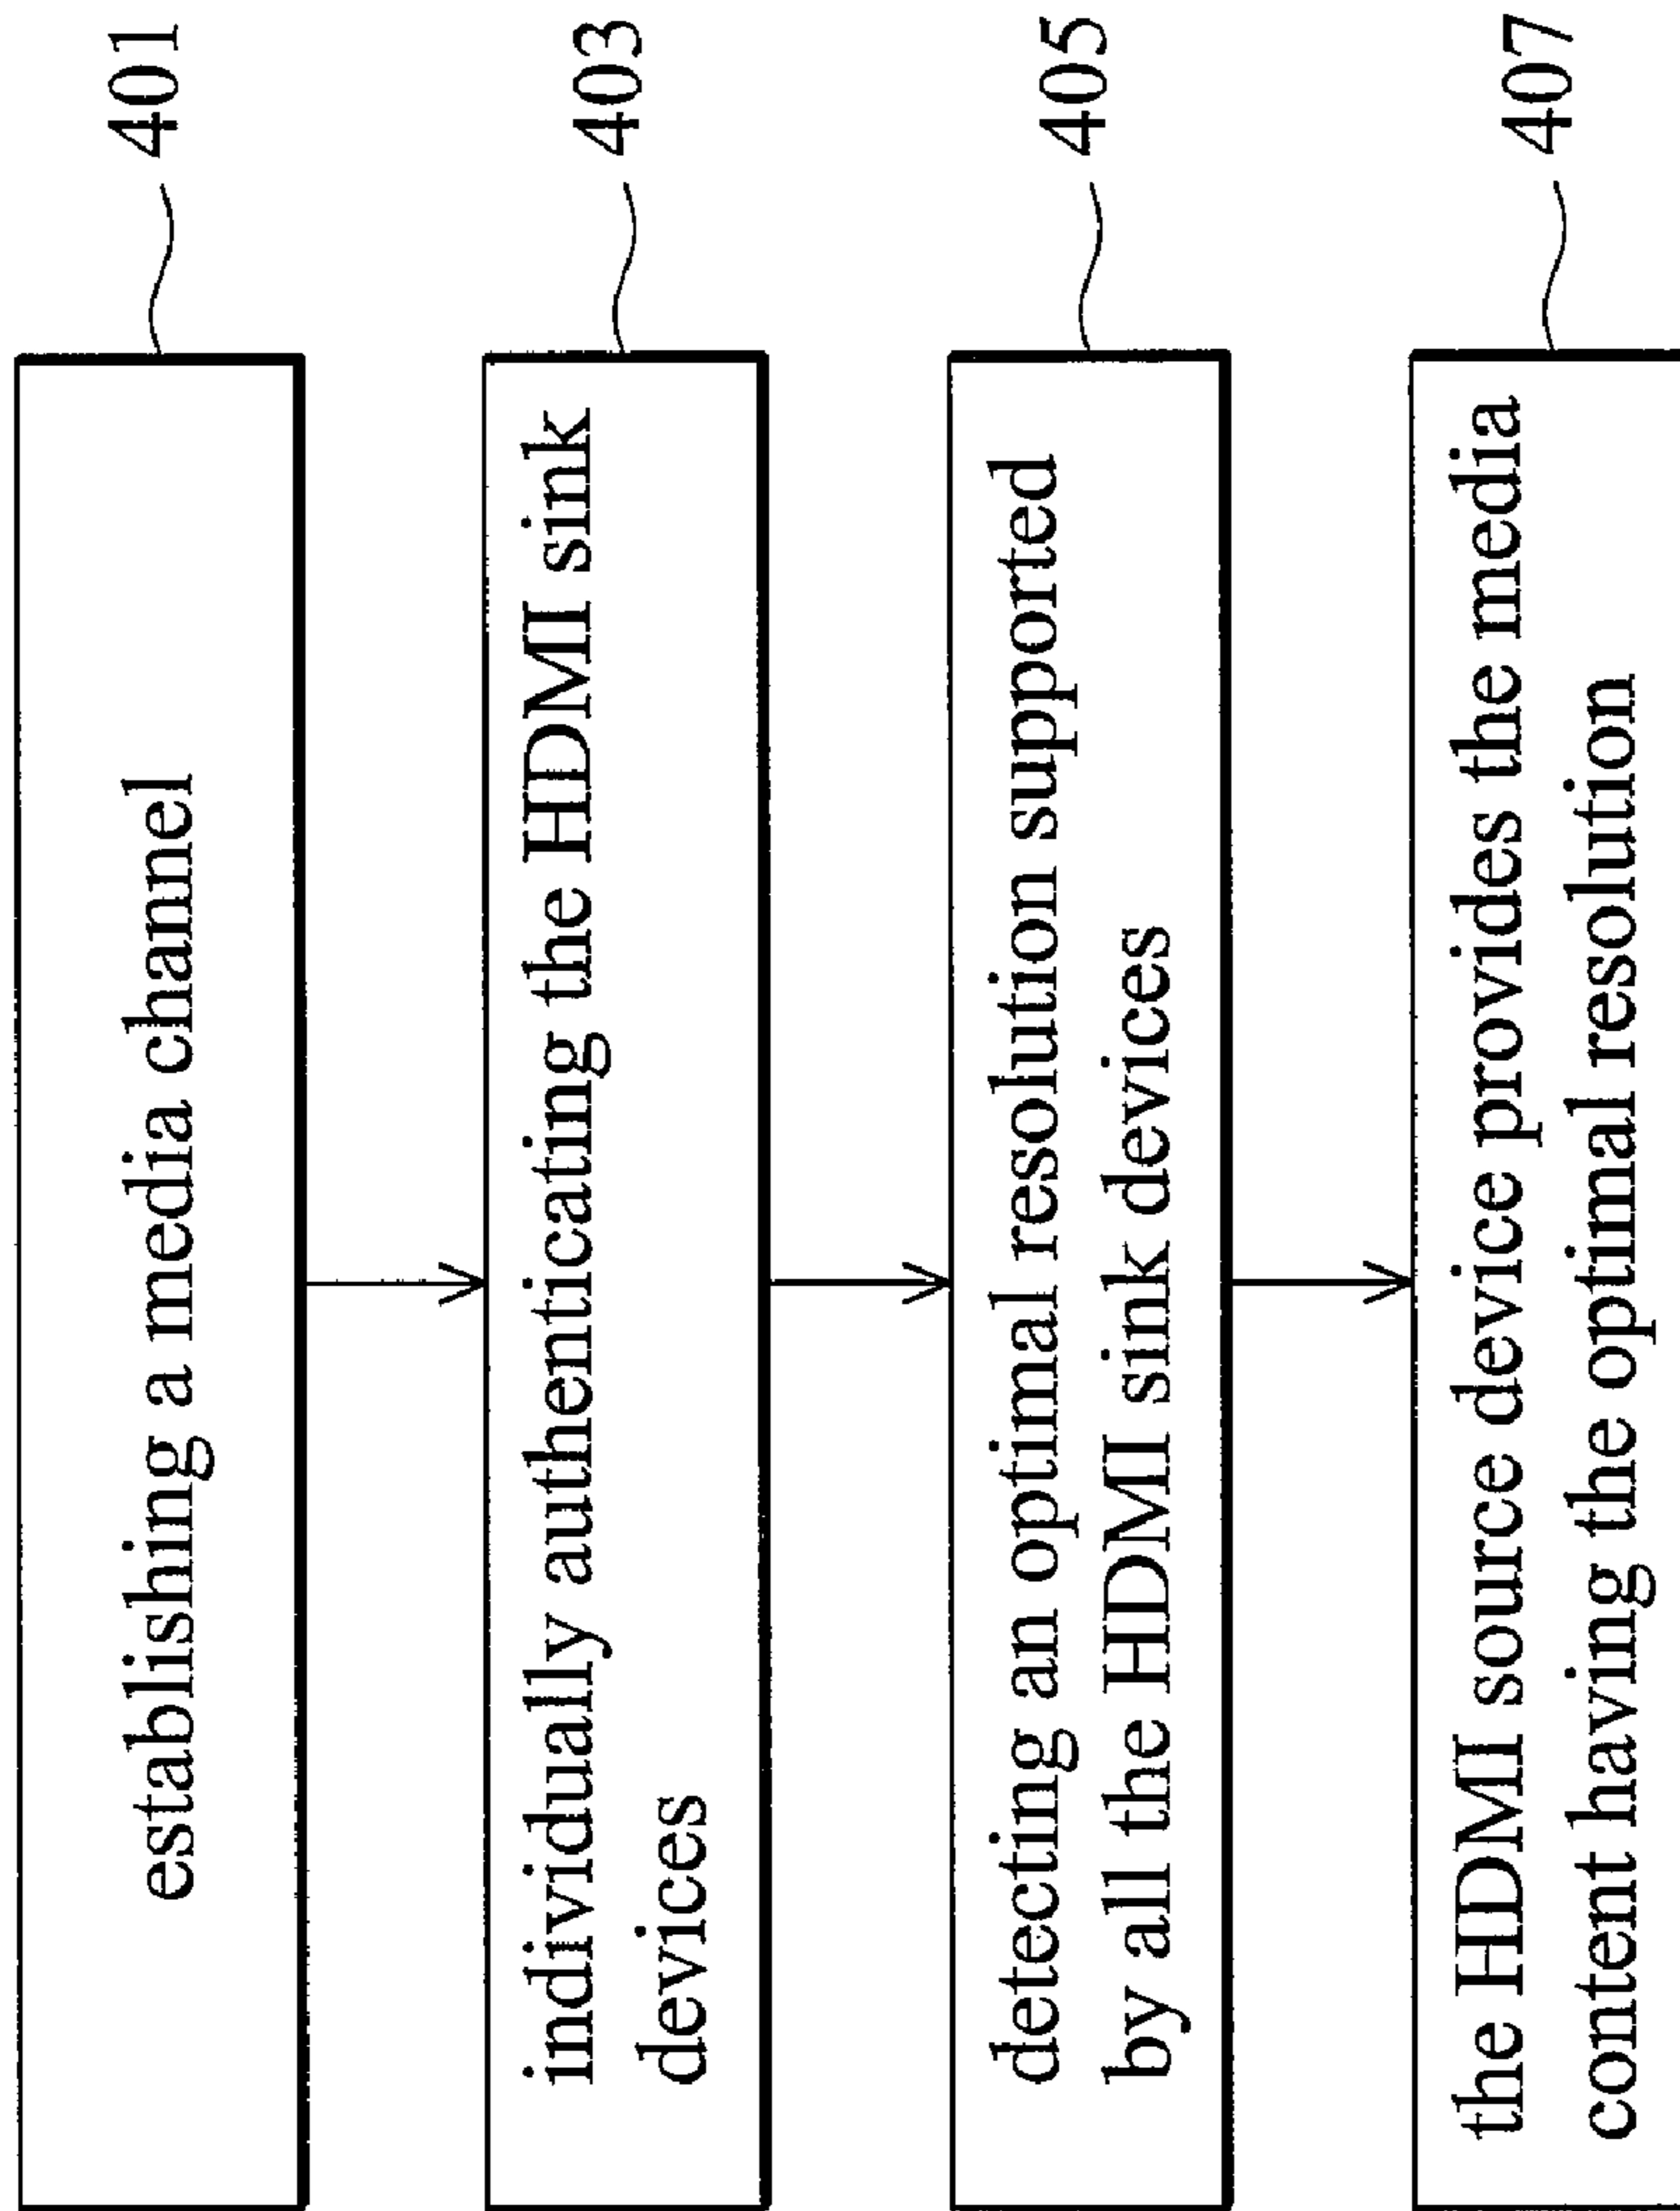 establishing a media channel
401
individually authenticating the HDMI sink
devices
403
detecting an optimal resolution supported
by all the HDMI sink devices
405
the HDMI source device provides the media
content having the optimal resolution
407